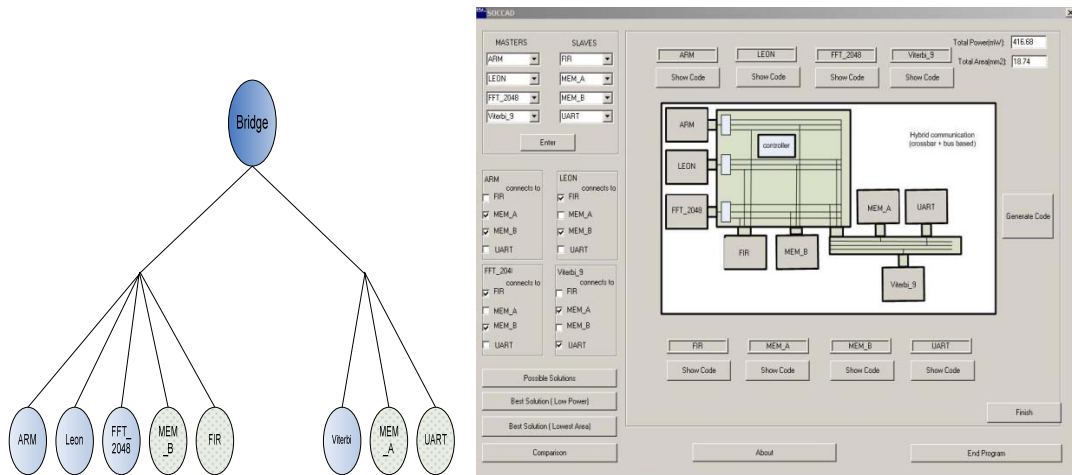 Bridge
ARM
Leon
FFT_
2048
MEM
_B
FIR
Viterbi
MEM
_A
UART
SOCCAD
MASTERS
SLAVES
ARM
FIR
LEON
MEM_A
FFT_2048
MEM_B
Viterbi_9
UART
Enter
ARM
connects to
FIR
MEM_A
MEM_B
UART
LEON
connects to
FIR
MEM_A
MEM_B
UART
FFT_204
connects to
FIR
MEM_A
MEM_B
UART
Viterbi_9
connects to
FIR
MEM_A
MEM_B
UART
Possible Solutions
Best Solution ( Low Power)
Best Solution (Lowest Area)
Comparison
ARM
LEON
FFT_2048
Viterbi_9
Show Code
Show Code
Show Code
Show Code
Total Power(mW):
416.68
Total Area(mm2):
18.74
ARM
LEON
FFT_2048
controller
Hybrid communication
(crossbar + bus based)
MEM_A
UART
FIR
MEM_B
Viterbi_9
Generate Code
FIR
MEM_A
MEM_B
UART
Show Code
Show Code
Show Code
Show Code
Finish
About
End Program